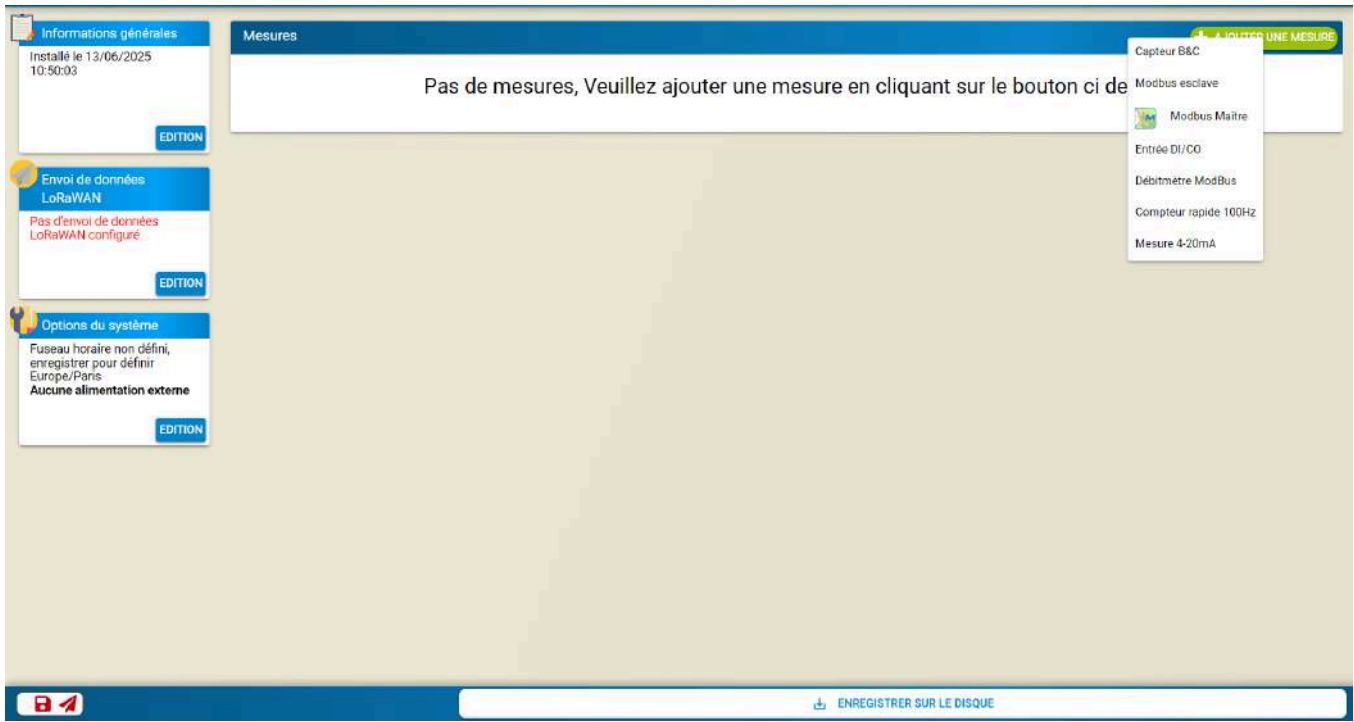 Informations générales
Installé le 13/06/2025
10:50:03
EDITION
Envoi de données
LoRaWAN
Pas d'envoi de données
LoRaWAN configuré
EDITION
Options du système
Fuseau horaire non défini,
enregistrer pour définir
Europe/Paris
Aucune alimentation externe
EDITION
Mesures
AJOUTER UNE MESURE
Pas de mesures, Veuillez ajouter une mesure en cliquant sur le bouton ci de
Capteur B&C
Modbus esclave
Modbus Maître
Entrée DI/CO
Débitmètre ModBus
Compteur rapide 100Hz
Mesure 4-20mA
ENREGISTRER SUR LE DISQUE